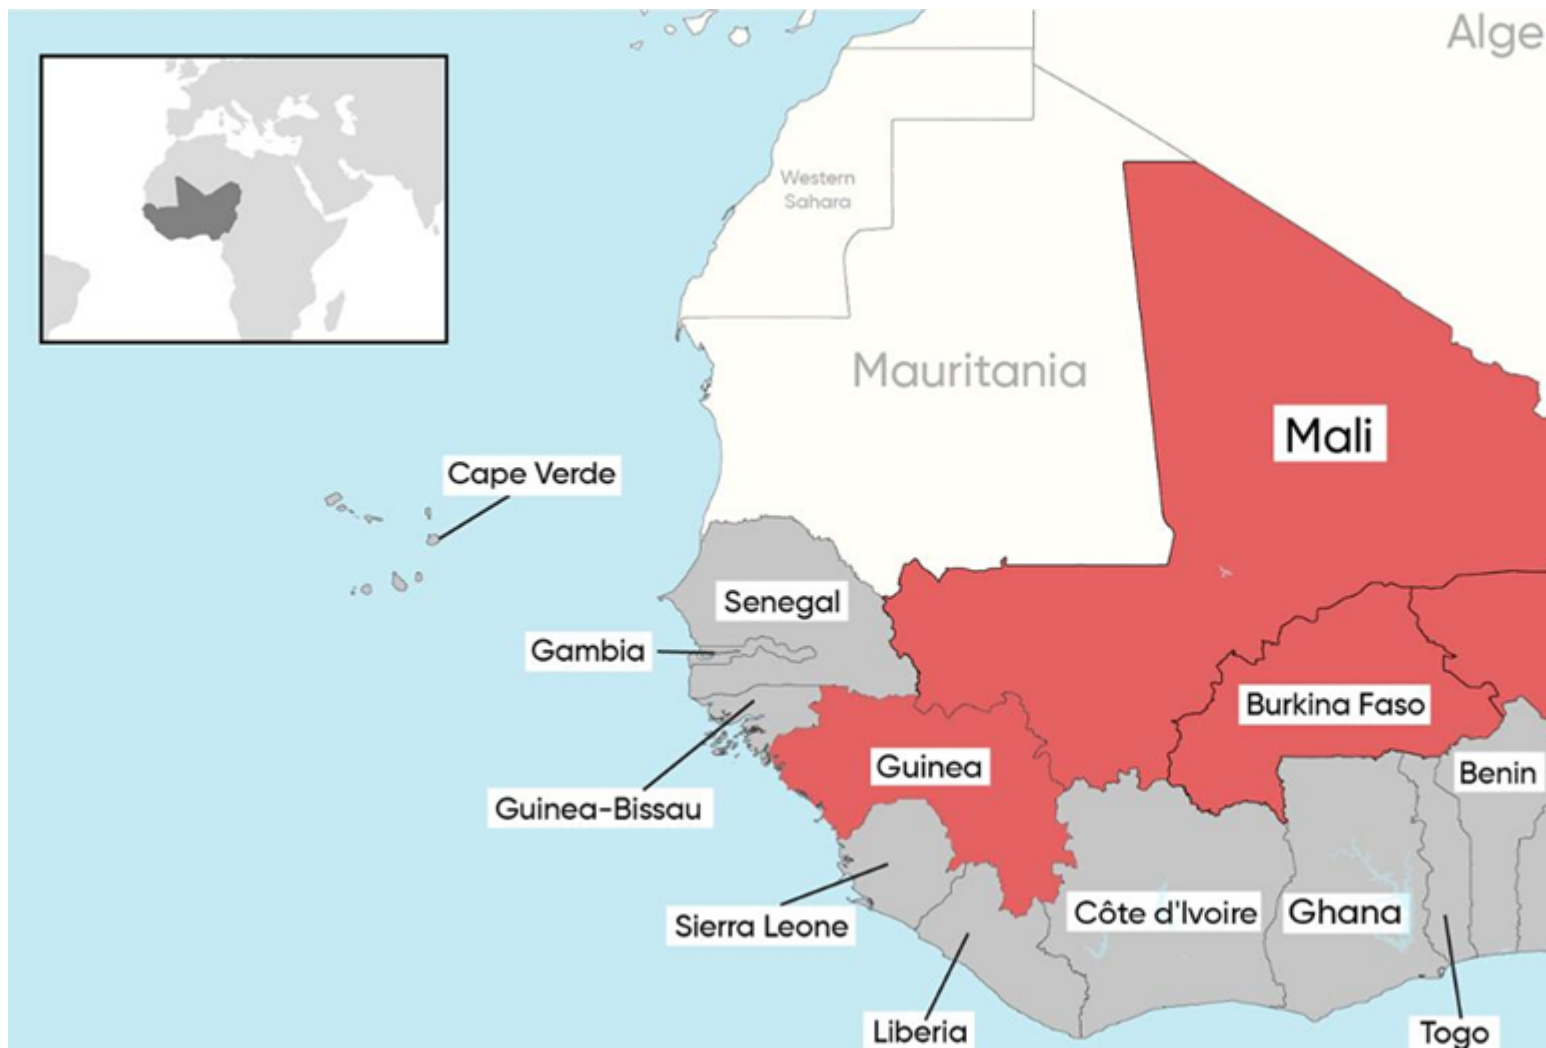 Alge
Western
Sahara
Mauritania
Mali
Cape Verde
Senegal
Gambia
Burkina Faso
Guinea
Benin
Guinea-Bissau
Sierra Leone
Côte d'Ivoire
Ghana
Liberia
Togo